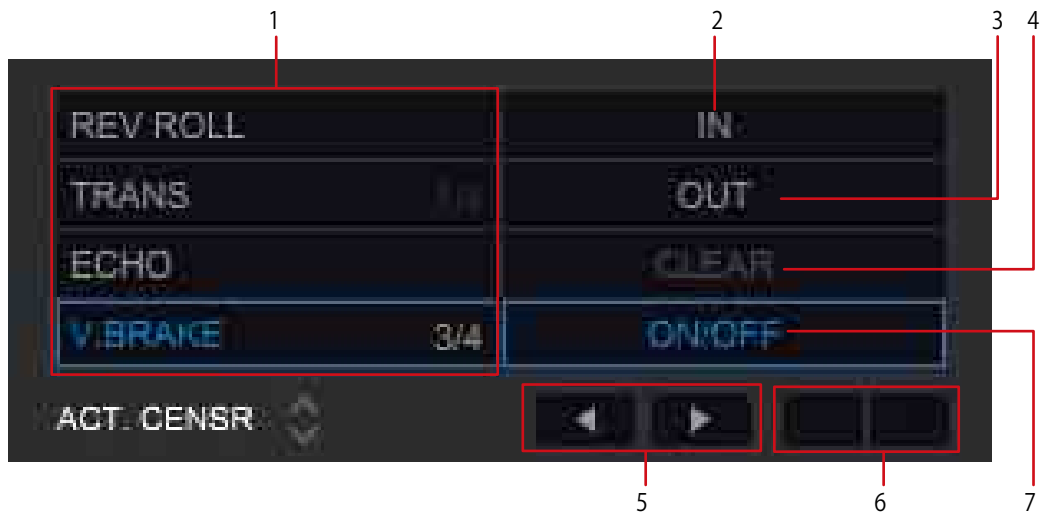 1 2 3 4
REV ROLL IN
TRANS OUT
ECHO CLEAR
V.BRAKE 3/4 ON/OFF
ACT. CENSR
5 6 7